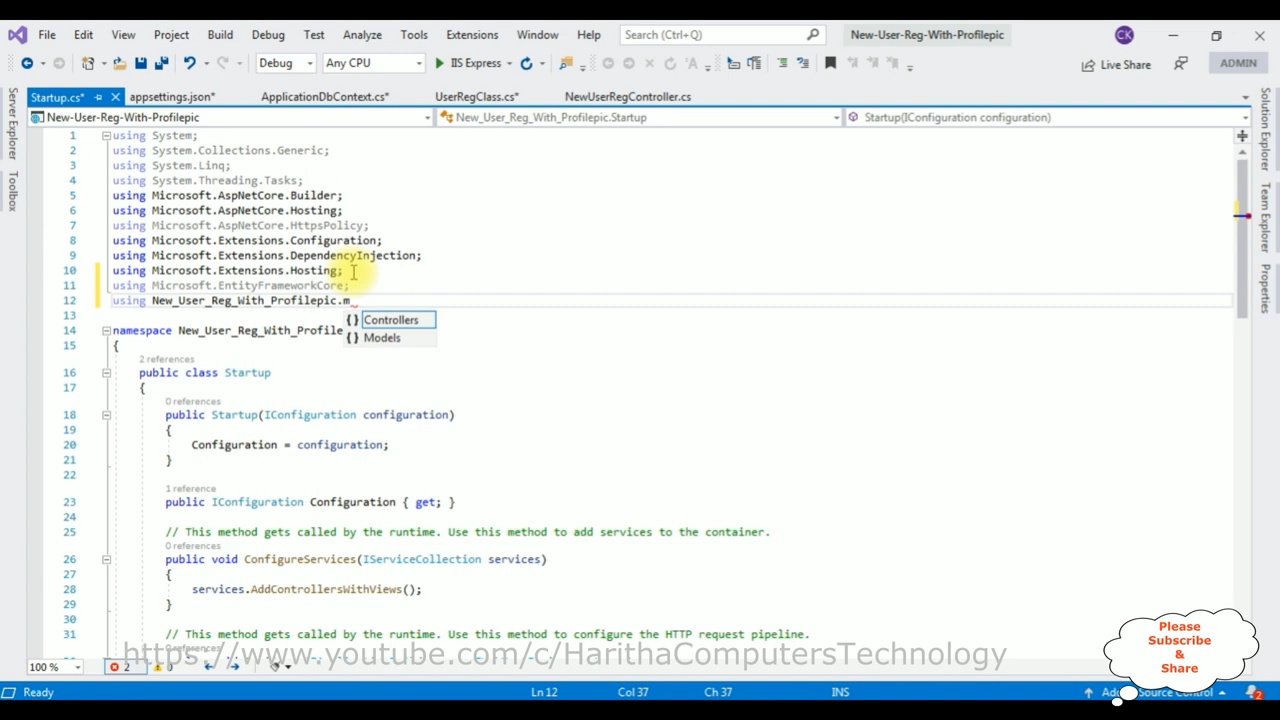 File Edit View Project Build Debug Test Analyze Tools Extensions Window Help Search (Ctrl+Q) New-User-Reg-With-Profilepic CK
Debug Any CPU IIS Express Live Share ADMIN
Startup.cs* appsettings.json* ApplicationDbContext.cs* UserRegClass.cs* NewUserRegController.cs
New-User-Reg-With-Profilepic New_User_Reg_With_Profilepic.Startup Startup(IConfiguration configuration)
Server Explorer
Toolbox
Solution Explorer
Team Explorer
Properties
1 using System;
2 using System.Collections.Generic;
3 using System.Linq;
4 using System.Threading.Tasks;
5 using Microsoft.AspNetCore.Builder;
6 using Microsoft.AspNetCore.Hosting;
7 using Microsoft.AspNetCore.HttpsPolicy;
8 using Microsoft.Extensions.Configuration;
9 using Microsoft.Extensions.DependencyInjection;
10 using Microsoft.Extensions.Hosting;
11 using Microsoft.EntityFrameworkCore;
12 using New_User_Reg_With_Profilepic.m
13 { } Controllers
14 namespace New_User_Reg_With_Profile
{ } Models
15 {
2 references
16 public class Startup
17 {
0 references
18 public Startup(IConfiguration configuration)
19 {
20 Configuration = configuration;
21 }
22
1 reference
23 public IConfiguration Configuration { get; }
24
25 // This method gets called by the runtime. Use this method to add services to the container.
0 references
26 public void ConfigureServices(IServiceCollection services)
27 {
28 services.AddControllersWithViews();
29 }
30
31 // This method gets called by the runtime. Use this method to configure the HTTP request pipeline.
https://www.youtube.com/c/HarithaComputersTechnology
Please
Subscribe
&
Share
100 % 2 0
Ready Ln 12 Col 37 Ch 37 INS Source Control 2